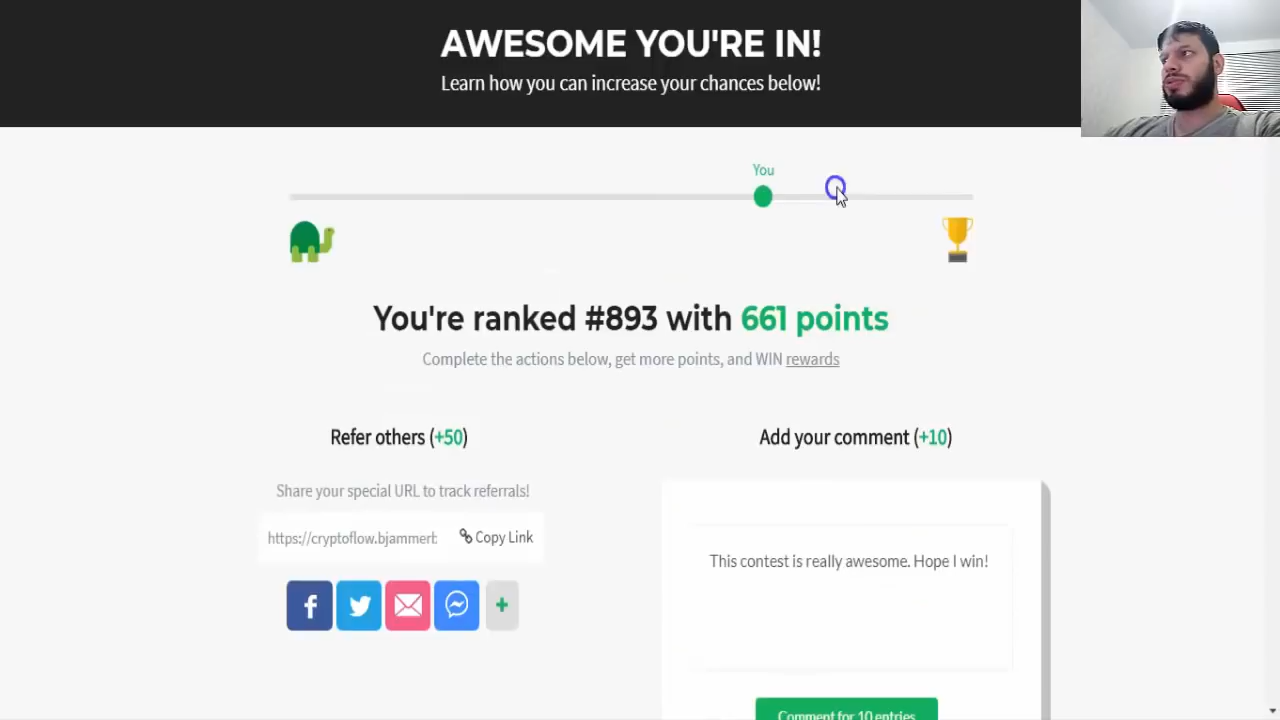 AWESOME YOU'RE IN!
Learn how you can increase your chances below!
You
You're ranked #893 with 661 points
Complete the actions below, get more points, and WIN rewards
Refer others (+50)
Add your comment (+10)
Share your special URL to track referrals!
https://cryptoflow.bjammert
Copy Link
This contest is really awesome. Hope I win!
Comment for 10 entries